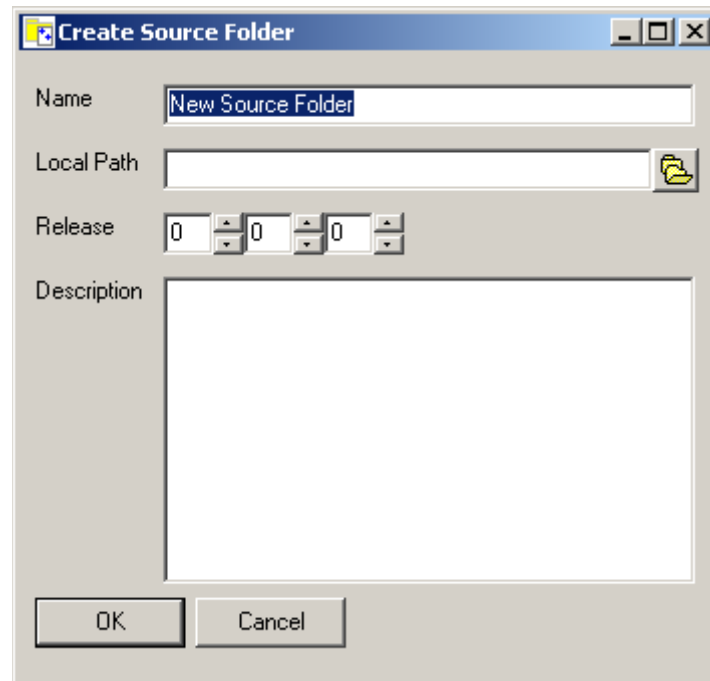 Create Source Folder
Name New Source Folder
Local Path
Release 0 0 0
Description
OK Cancel